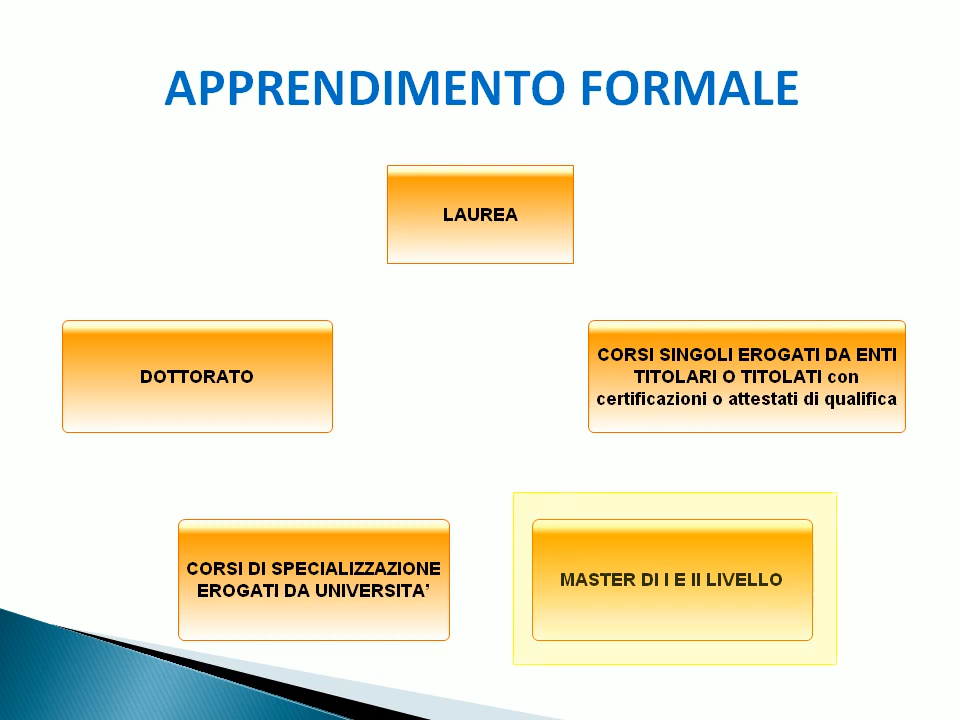 APPRENDIMENTO FORMALE
LAUREA
DOTTORATO
CORSI SINGOLI EROGATI DA ENTI
TITOLARI O TITOLATI con
certificazioni o attestati di qualifica
CORSI DI SPECIALIZZAZIONE
EROGATI DA UNIVERSITA’
MASTER DI I E II LIVELLO